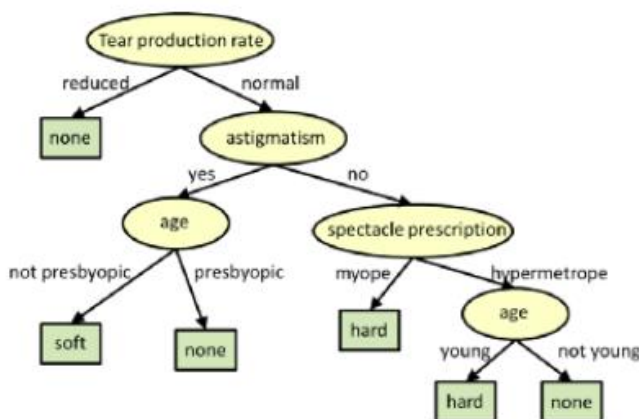 Tear production rate
reduced
normal
none
astigmatism
yes
no
age
spectacle prescription
not presbyopic
presbyopic
myope
hypermetrope
soft
none
hard
age
young
not young
hard
none